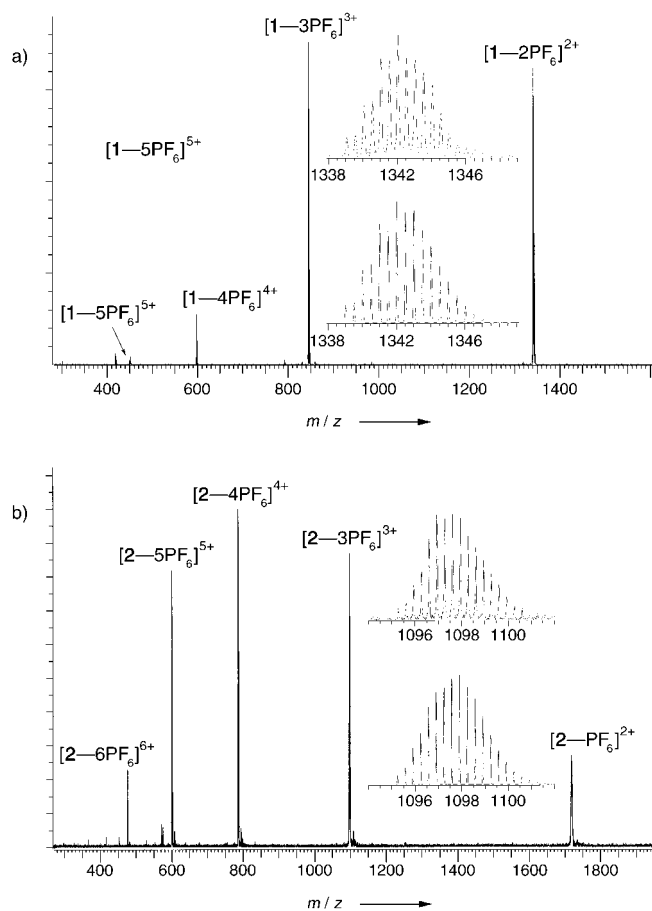 a)
[1—3PF6]3+
[1—2PF6]2+
[1—5PF6]5+
[1—5PF6]5+
[1—4PF6]4+
1338 1342 1346
1338 1342 1346
400 600 800 1000 1200 1400
m / z
b)
[2—4PF6]4+
[2—5PF6]5+
[2—3PF6]3+
[2—6PF6]6+
[2—PF6]2+
1096 1098 1100
1096 1098 1100
400 600 800 1000 1200 1400 1600 1800
m / z